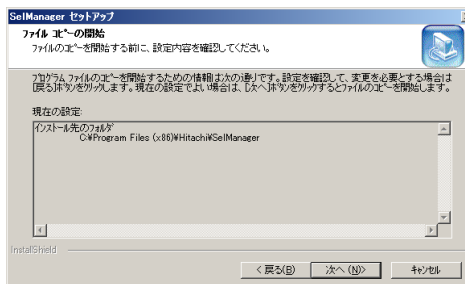 SelManager セットアップ
ファイル コピーの開始
ファイルのコピーを開始する前に、設定内容を確認してください。
プログラム ファイルのコピーを開始するための情報は次の通りです。設定を確認して、変更を必要とする場合は
[戻る]ボタンをクリックします。現在の設定でよい場合は、[次へ]ボタンをクリックするとファイルのコピーを開始します。
現在の設定:
インストール先のフォルダ
C:¥Program Files (x86)¥Hitachi¥SelManager
InstallShield
< 戻る(B)
次へ (N)>
キャンセル